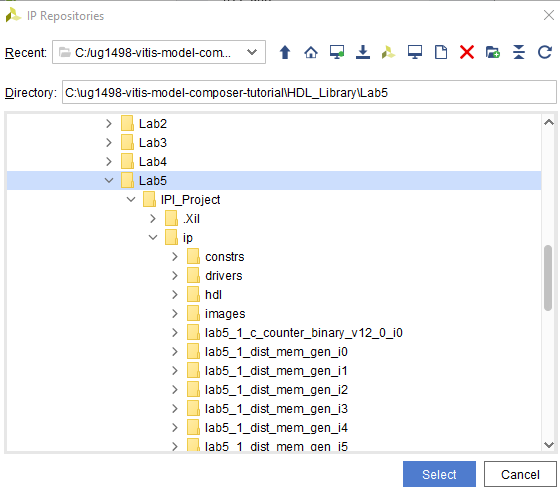 IP Repositories
Recent: C:/ug1498-vitis-model-com...
Directory: C:\ug1498-vitis-model-composer-tutorial\HDL_Library\Lab5
Lab2
Lab3
Lab4
Lab5
IPI_Project
.Xil
ip
constrs
drivers
hdl
images
lab5_1_c_counter_binary_v12_0_i0
lab5_1_dist_mem_gen_i0
lab5_1_dist_mem_gen_i1
lab5_1_dist_mem_gen_i2
lab5_1_dist_mem_gen_i3
lab5_1_dist_mem_gen_i4
lab5_1_dist_mem_gen_i5
Select Cancel